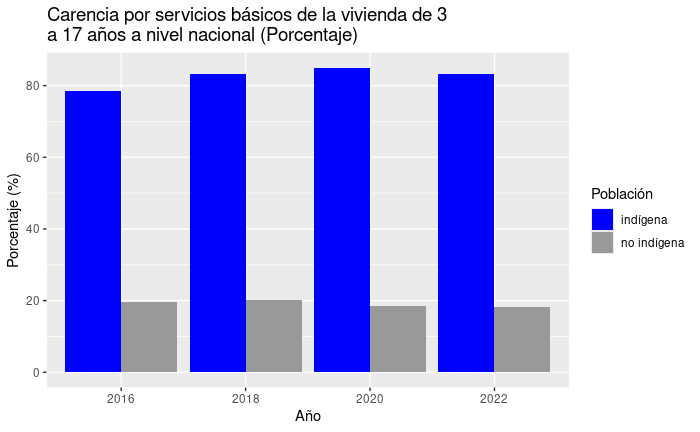 Carencia por servicios básicos de la vivienda de 3
a 17 años a nivel nacional (Porcentaje)
Porcentaje (%)
80
60
40
20
0
2016
2018
2020
2022
Año
Población
indígena
no indígena